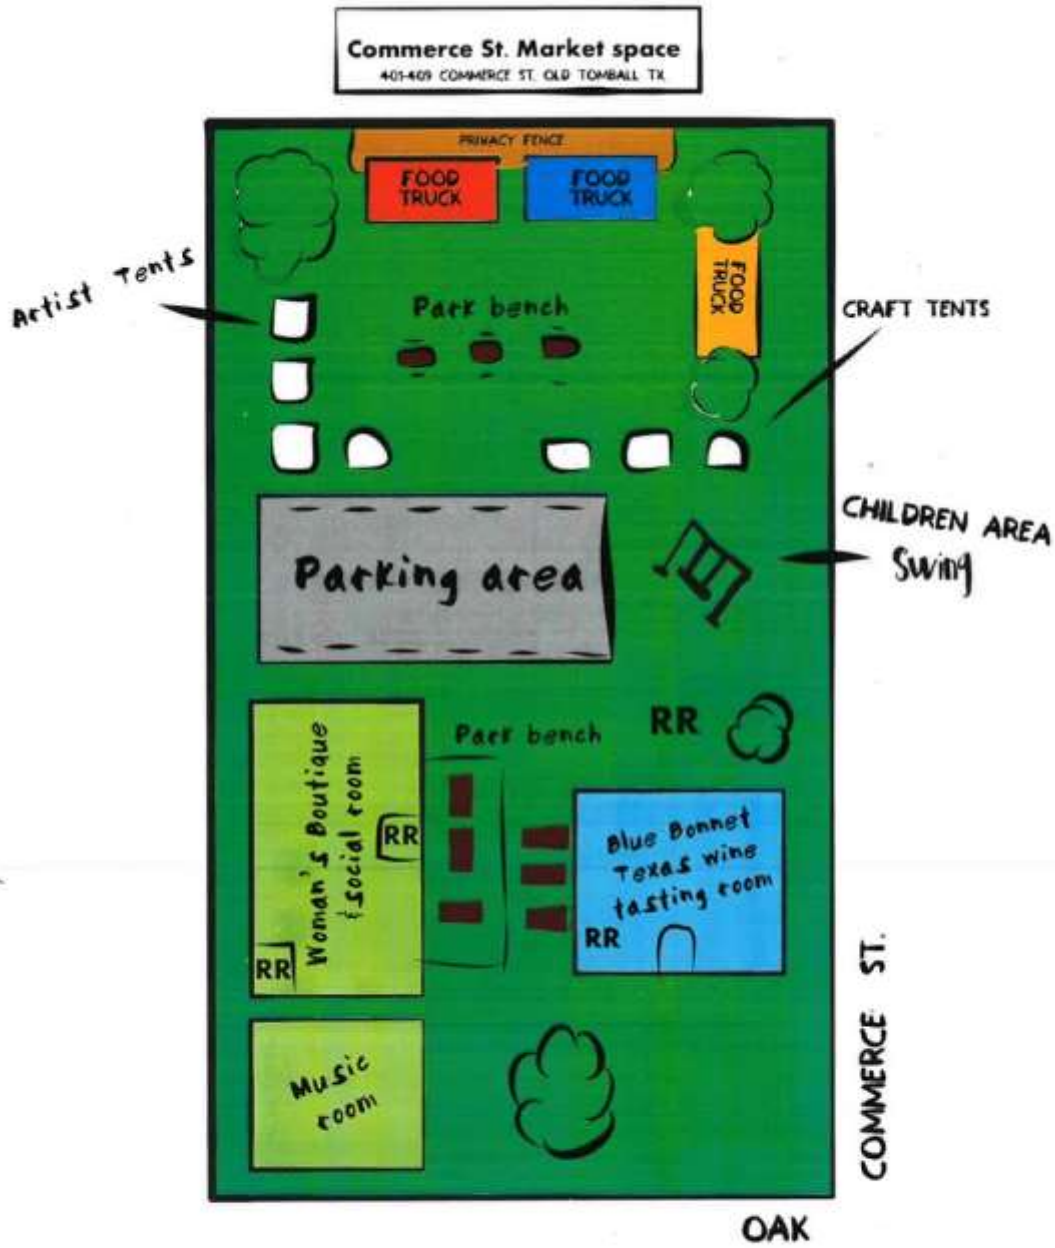 Commerce St. Market space
401-409 COMMERCE ST. OLD TOMBALL TX
PRIVACY FENCE
FOOD
TRUCK
FOOD
TRUCK
FOOD
TRUCK
Artist Tents
Park bench
CRAFT TENTS
Parking area
CHILDREN AREA
Swing
Park bench
RR
Woman's Boutique
& social room
RR
RR
Blue Bonnet
Texas wine
tasting room
RR
Music
room
COMMERCE ST.
OAK